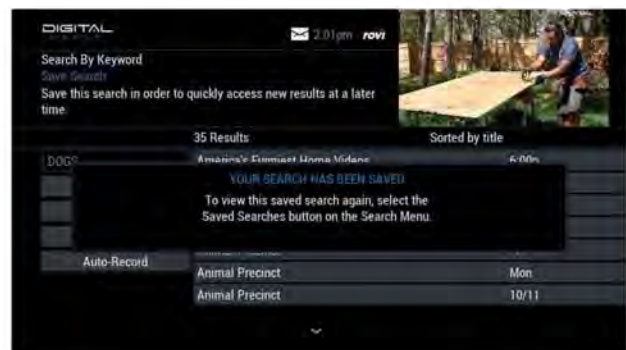 DIGITAL
2:01pm rovi
Search By Keyword
Save Search
Save this search in order to quickly access new results at a later
time.
35 Results Sorted by title
DOGS America's Funniest Home Videos 6:00p
YOUR SEARCH HAS BEEN SAVED
To view this saved search again, select the
Saved Searches button on the Search Menu.
Auto-Record
Animal Precinct Mon
Animal Precinct 10/11